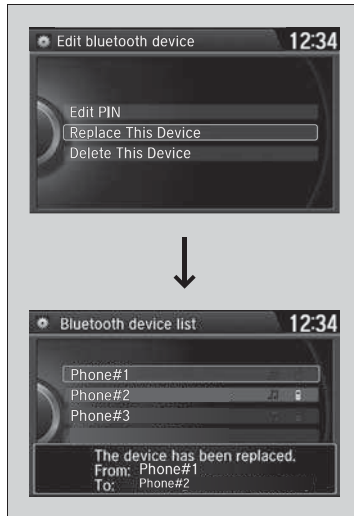 Edit bluetooth device 12:34
Edit PIN
Replace This Device
Delete This Device
Bluetooth device list 12:34
Phone#1
Phone#2
Phone#3
The device has been replaced.
From: Phone#1
To: Phone#2